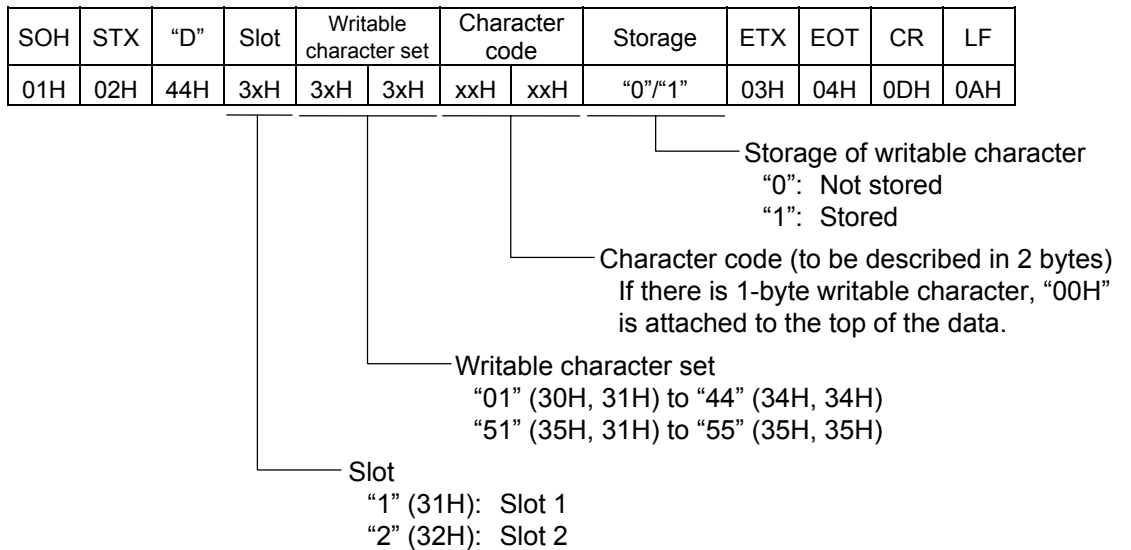 SOH STX “D” Slot Writable character set Character code Storage ETX EOT CR LF
01H 02H 44H 3xH 3xH 3xH xxH xxH “0”/“1” 03H 04H 0DH 0AH
Storage of writable character
“0”: Not stored
“1”: Stored
Character code (to be described in 2 bytes)
If there is 1-byte writable character, “00H”
is attached to the top of the data.
Writable character set
“01” (30H, 31H) to “44” (34H, 34H)
“51” (35H, 31H) to “55” (35H, 35H)
Slot
“1” (31H): Slot 1
“2” (32H): Slot 2